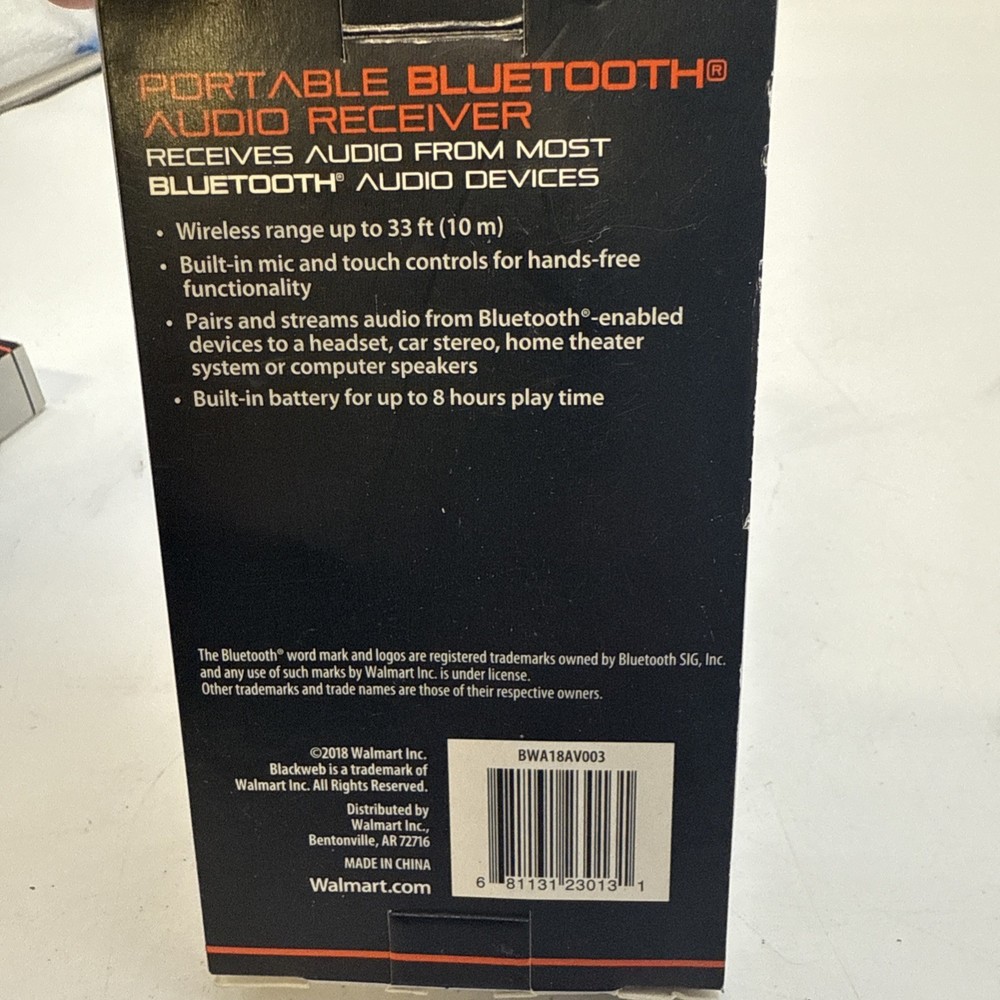 PORTABLE BLUETOOTH®
AUDIO RECEIVER
RECEIVES AUDIO FROM MOST
BLUETOOTH® AUDIO DEVICES
• Wireless range up to 33 ft (10 m)
• Built-in mic and touch controls for hands-free
functionality
• Pairs and streams audio from Bluetooth®-enabled
devices to a headset, car stereo, home theater
system or computer speakers
• Built-in battery for up to 8 hours play time
The Bluetooth® word mark and logos are registered trademarks owned by Bluetooth SIG, Inc.
and any use of such marks by Walmart Inc. is under license.
Other trademarks and trade names are those of their respective owners.
©2018 Walmart Inc.
Blackweb is a trademark of
Walmart Inc. All Rights Reserved.
Distributed by
Walmart Inc.,
Bentonville, AR 72716
MADE IN CHINA
Walmart.com
BWA18AV003
6 81131 23013 1